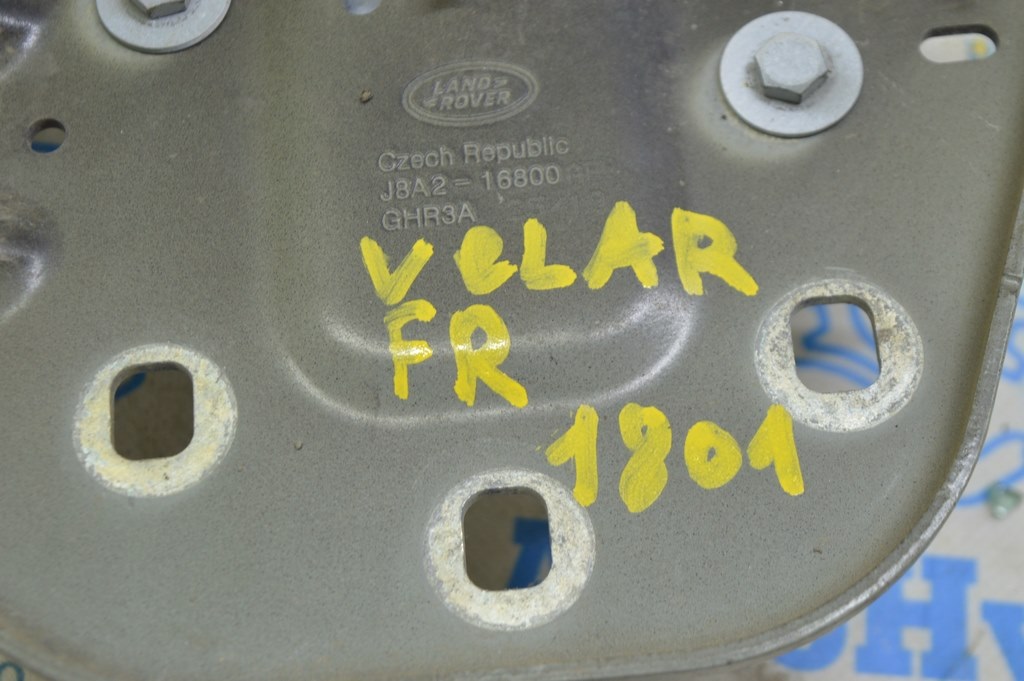 LAND
ROVER
Czech Republic
J8A2 - 16800
GHR3A
VELAR
FR
1801